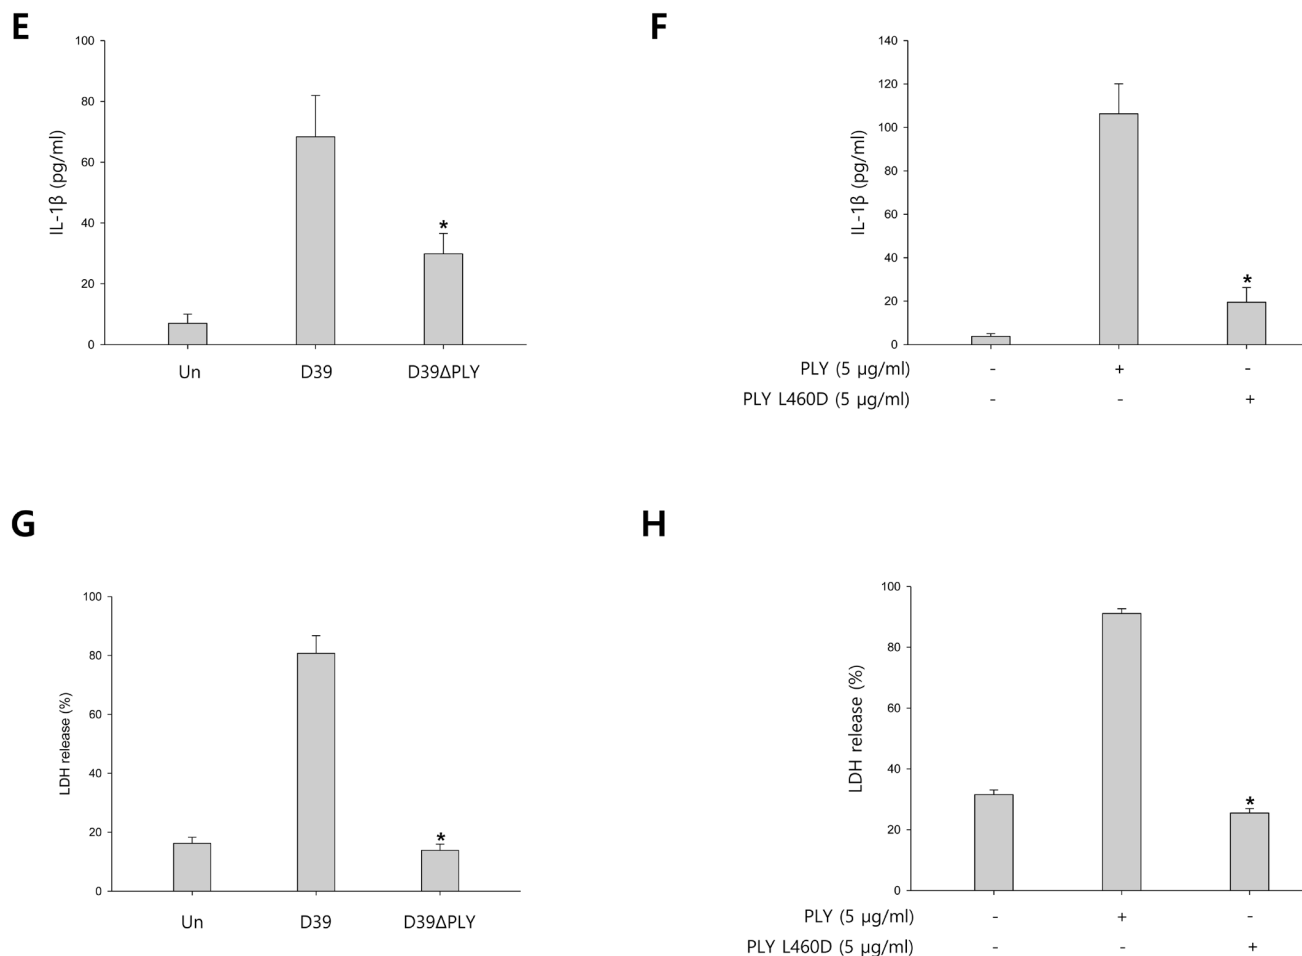 E
100
80
60
40
20
0
IL-1β (pg/ml)
*
Un D39 D39ΔPLY
F
140
120
100
80
60
40
20
0
IL-1β (pg/ml)
*
PLY (5 μg/ml) - + -
PLY L460D (5 μg/ml) - - +
G
100
80
60
40
20
0
LDH release (%)
*
Un D39 D39ΔPLY
H
100
80
60
40
20
0
LDH release (%)
*
PLY (5 μg/ml) - + -
PLY L460D (5 μg/ml) - - +